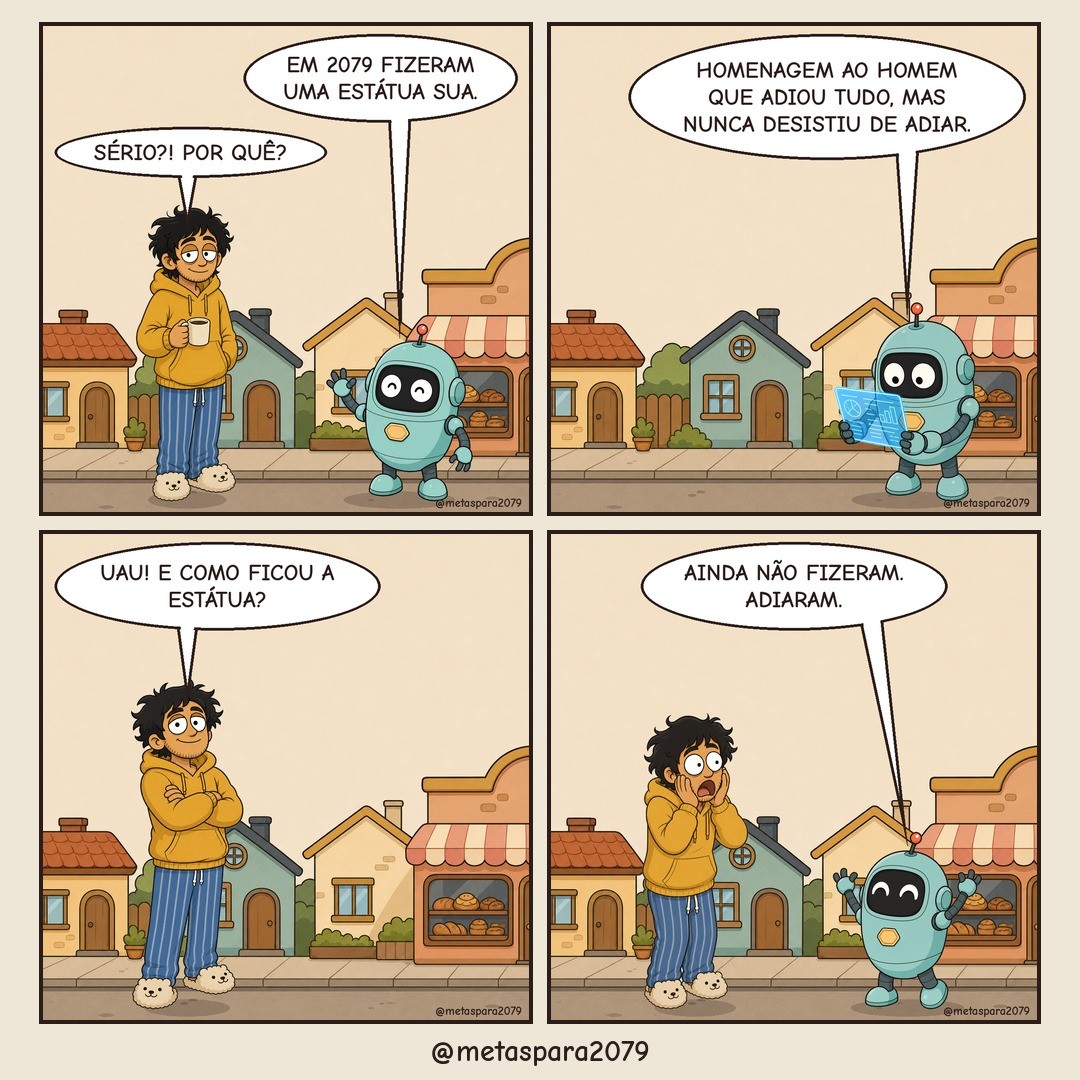 EM 2079 FIZERAM
UMA ESTÁTUA SUA.
SÉRIO?! POR QUÊ?
@metaspara2079
HOMENAGEM AO HOMEM
QUE ADIOU TUDO, MAS
NUNCA DESISTIU DE ADIAR.
@metaspara2079
UAU! E COMO FICOU A
ESTÁTUA?
@metaspara2079
AINDA NÃO FIZERAM.
ADIARAM.
@metaspara2079
@metaspara2079